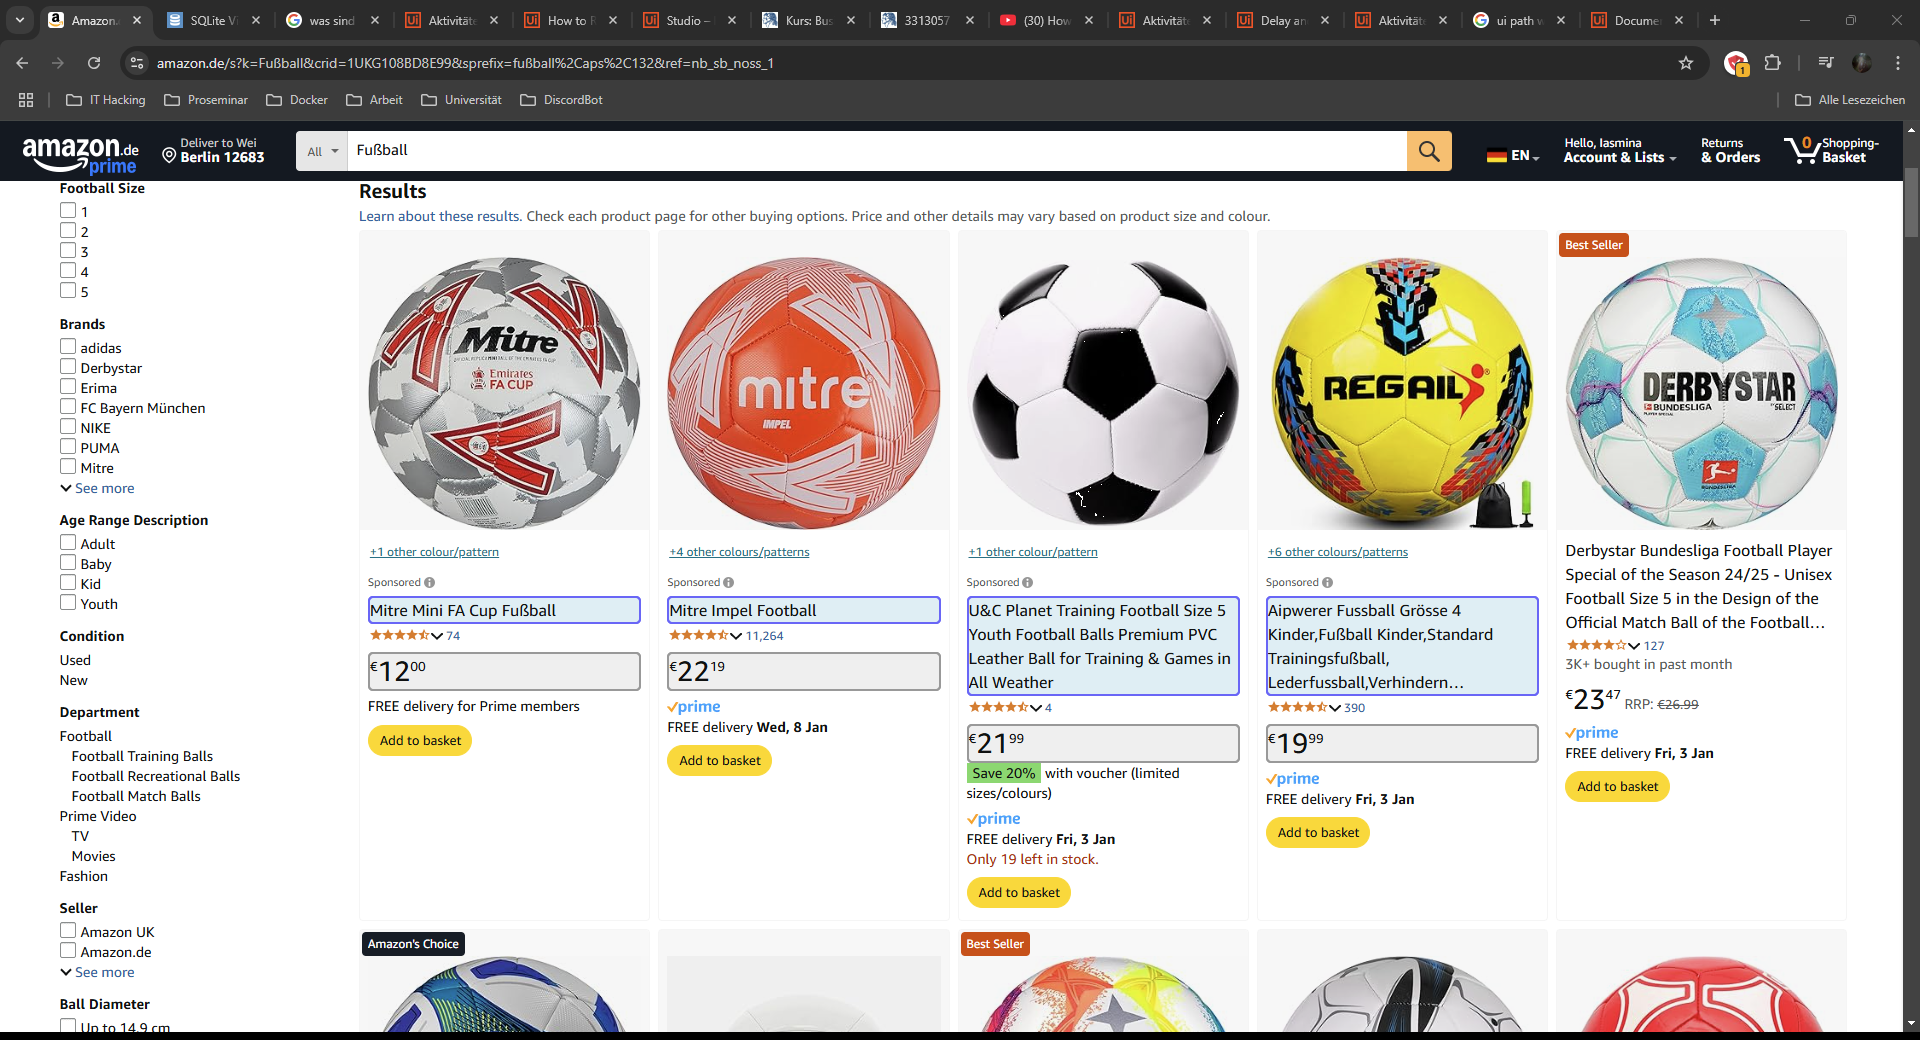 Amazon.
SQLite Vi
was sind
Aktivitäte
How to R
Studio –
Kurs: Bus
3313057
(30) How
Aktivitäte
Delay an
Aktivitäte
ui path w
Docume
amazon.de/s?k=Fußball&crid=1UKG108BD8E99&sprefix=fußball%2Caps%2C132&ref=nb_sb_noss_1
1
IT Hacking
Proseminar
Docker
Arbeit
Universität
DiscordBot
Alle Lesezeichen
amazon.de
prime
Deliver to Wei
Berlin 12683
All
Fußball
EN
Hello, Iasmina
Account & Lists
Returns
& Orders
0
Shopping-
Basket
Football Size
1
2
3
4
5
Brands
adidas
Derbystar
Erima
FC Bayern München
NIKE
PUMA
Mitre
See more
Age Range Description
Adult
Baby
Kid
Youth
Condition
Used
New
Department
Football
Football Training Balls
Football Recreational Balls
Football Match Balls
Prime Video
TV
Movies
Fashion
Seller
Amazon UK
Amazon.de
See more
Ball Diameter
Up to 14.9 cm
Results
Learn about these results. Check each product page for other buying options. Price and other details may vary based on product size and colour.
Mitre
Emirates
FA CUP
+1 other colour/pattern
Sponsored
Mitre Mini FA Cup Fußball
74
€1200
FREE delivery for Prime members
Add to basket
mitre
IMPEL
+4 other colours/patterns
Sponsored
Mitre Impel Football
11,264
€2219
prime
FREE delivery Wed, 8 Jan
Add to basket
+1 other colour/pattern
Sponsored
U&C Planet Training Football Size 5
Youth Football Balls Premium PVC
Leather Ball for Training & Games in
All Weather
4
€2199
Save 20% with voucher (limited
sizes/colours)
prime
FREE delivery Fri, 3 Jan
Only 19 left in stock.
Add to basket
REGAIL®
+6 other colours/patterns
Sponsored
Aipwerer Fussball Grösse 4
Kinder,Fußball Kinder,Standard
Trainingsfußball,
Lederfussball,Verhindern…
390
€1999
prime
FREE delivery Fri, 3 Jan
Add to basket
Best Seller
DERBYSTAR
BUNDESLIGA
SELECT
Derbystar Bundesliga Football Player
Special of the Season 24/25 - Unisex
Football Size 5 in the Design of the
Official Match Ball of the Football…
127
3K+ bought in past month
€2347 RRP: €26.99
prime
FREE delivery Fri, 3 Jan
Add to basket
Amazon's Choice
Best Seller